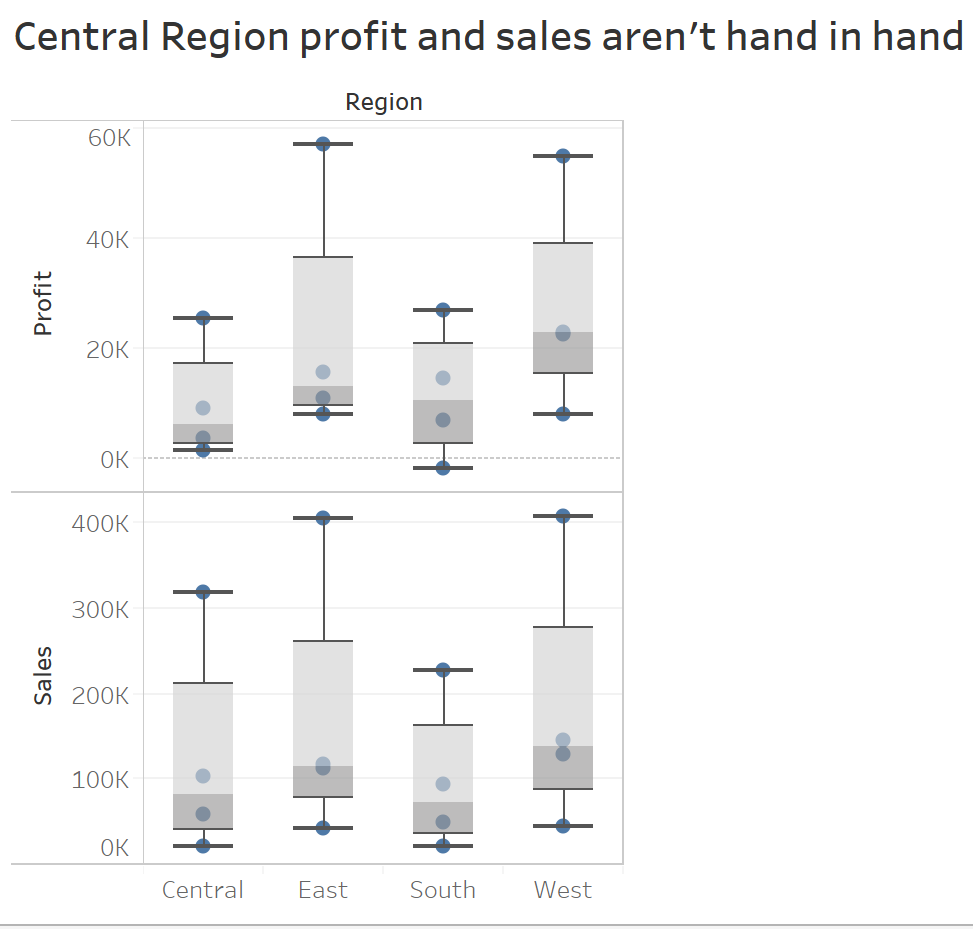 Central Region profit and sales aren’t hand in hand
Region
60K
40K
20K
0K
Profit
400K
300K
200K
100K
0K
Sales
Central East South West